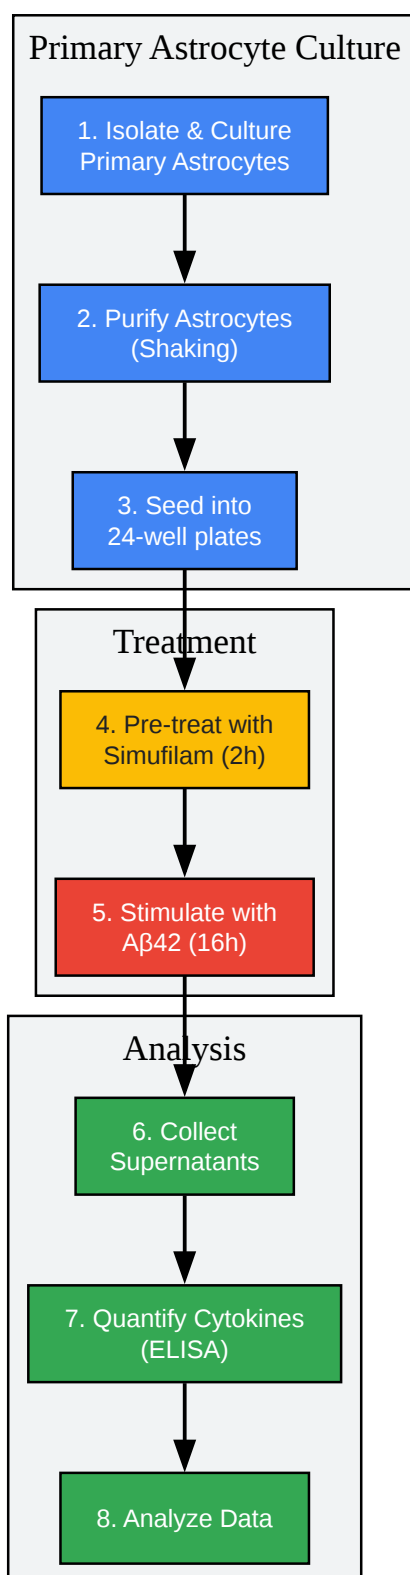 Primary Astrocyte Culture
1. Isolate & Culture
Primary Astrocytes
2. Purify Astrocytes
(Shaking)
3. Seed into
24-well plates
Treatment
4. Pre-treat with
Simufilam (2h)
5. Stimulate with
Aβ42 (16h)
Analysis
6. Collect
Supernatants
7. Quantify Cytokines
(ELISA)
8. Analyze Data